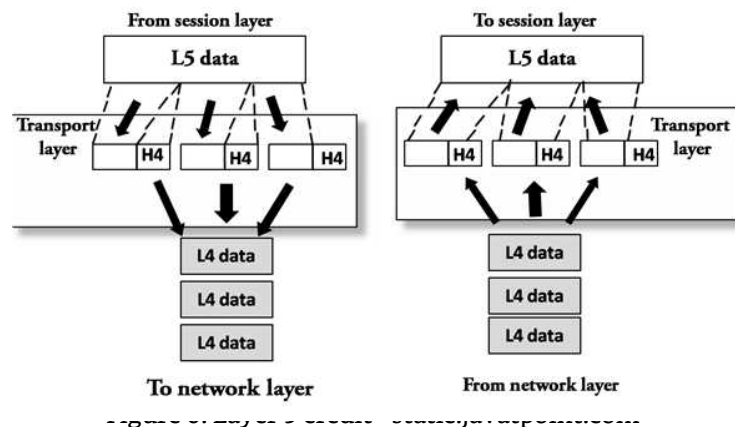 From session layer
L5 data
Transport
layer
H4
H4
H4
L4 data
L4 data
L4 data
To network layer
To session layer
L5 data
Transport
layer
H4
H4
H4
L4 data
L4 data
L4 data
From network layer